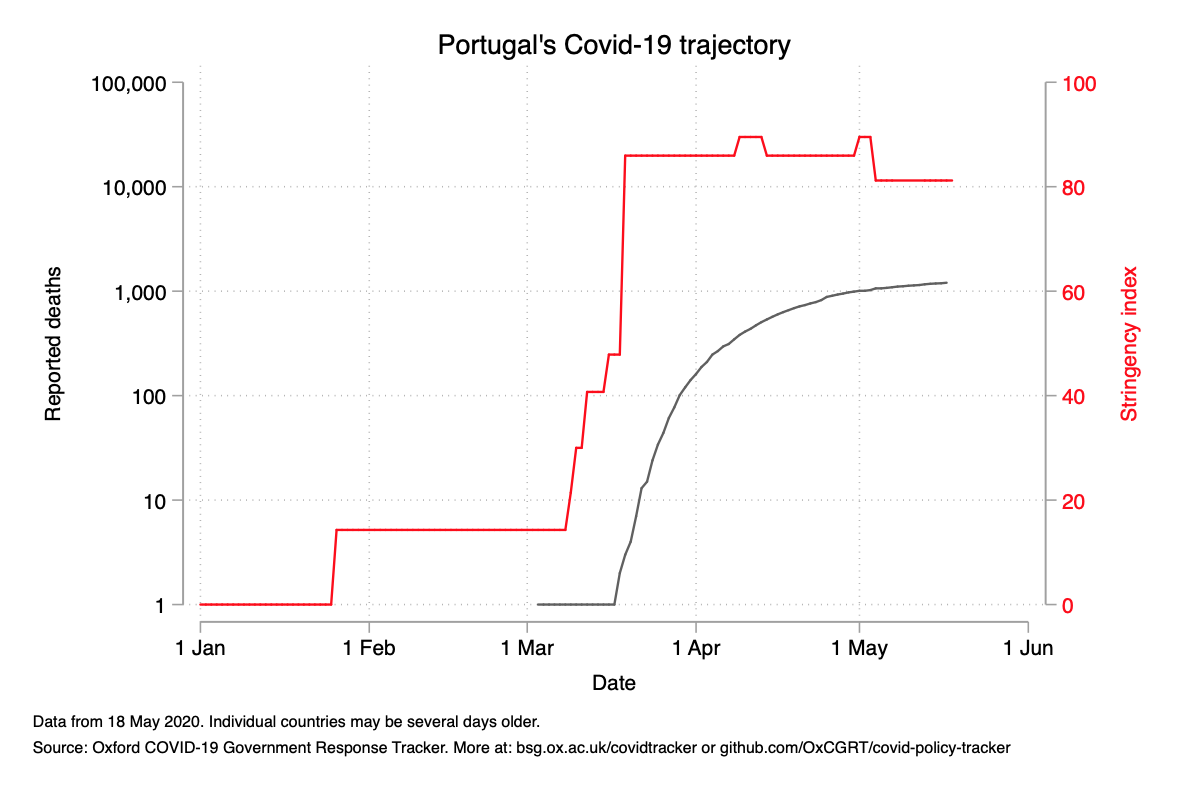 Portugal's Covid-19 trajectory
100,000
10,000
1,000
100
10
1
Reported deaths
100
80
60
40
20
0
Stringency index
1 Jan
1 Feb
1 Mar
1 Apr
1 May
1 Jun
Date
Data from 18 May 2020. Individual countries may be several days older.
Source: Oxford COVID-19 Government Response Tracker. More at: bsg.ox.ac.uk/covidtracker or github.com/OxCGRT/covid-policy-tracker